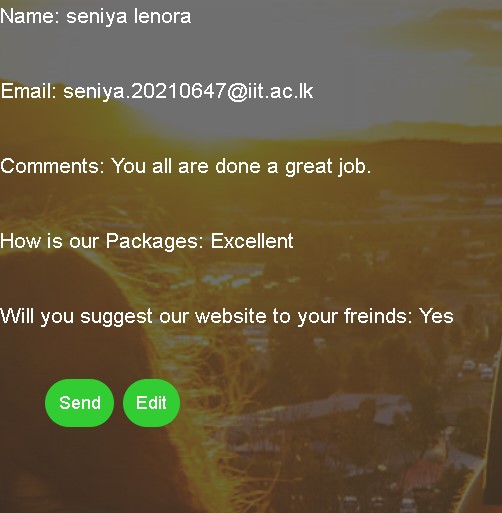 Name: seniya lenora
Email: seniya.20210647@iit.ac.lk
Comments: You all are done a great job.
How is our Packages: Excellent
Will you suggest our website to your freinds: Yes
Send Edit